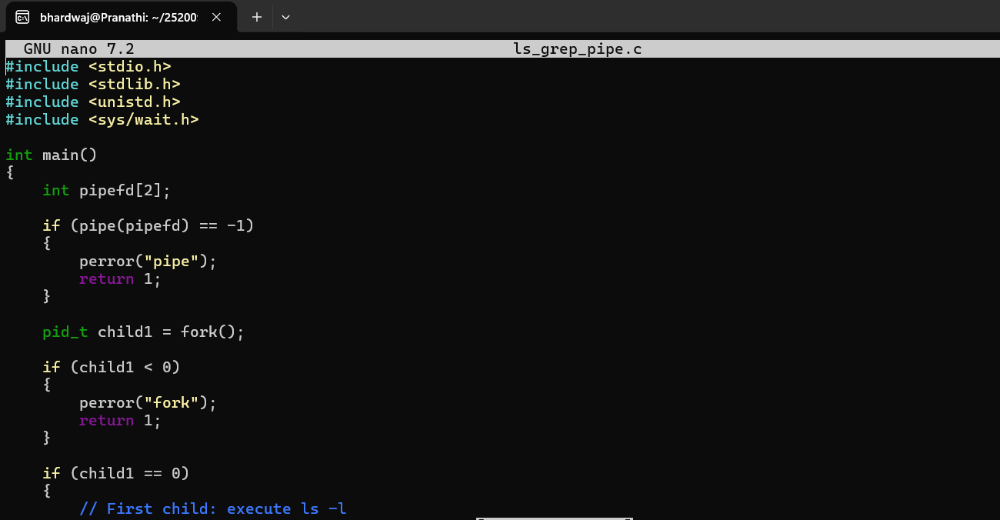 bhardwaj@Pranathi: ~/25200
GNU nano 7.2 ls_grep_pipe.c
#include <stdio.h>
#include <stdlib.h>
#include <unistd.h>
#include <sys/wait.h>
int main()
{
    int pipefd[2];
    if (pipe(pipefd) == -1)
    {
        perror("pipe");
        return 1;
    }
    pid_t child1 = fork();
    if (child1 < 0)
    {
        perror("fork");
        return 1;
    }
    if (child1 == 0)
    {
        // First child: execute ls -l